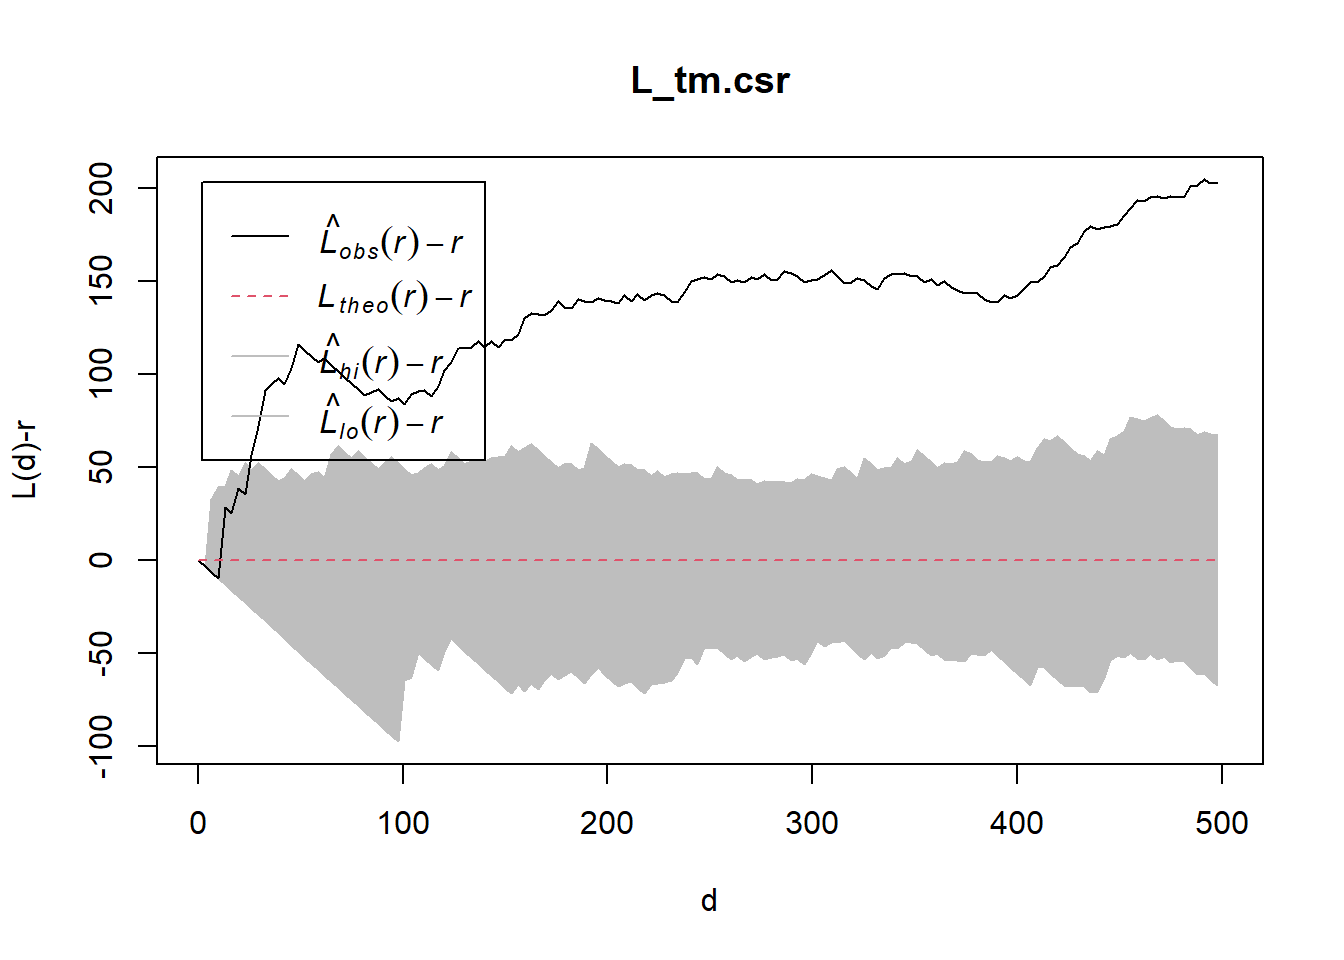 L_tm.csr
L(d)-r
200
150
100
50
0
-50
-100
L̂obs(r) − r
Ltheo(r) − r
L̂hi(r) − r
L̂lo(r) − r
0 100 200 300 400 500
d